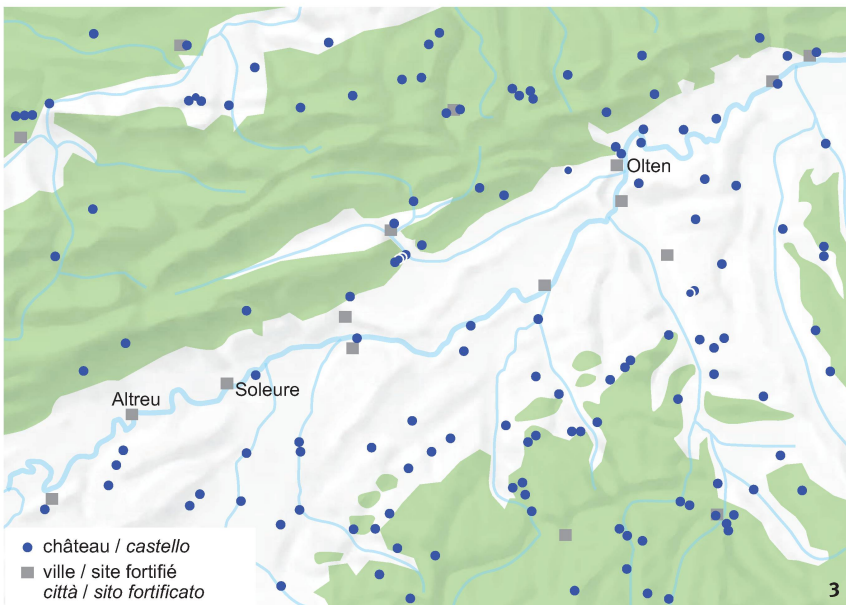 Olten
Soleure
Altreu
château / castello
ville / site fortifié
città / sito fortificato
3